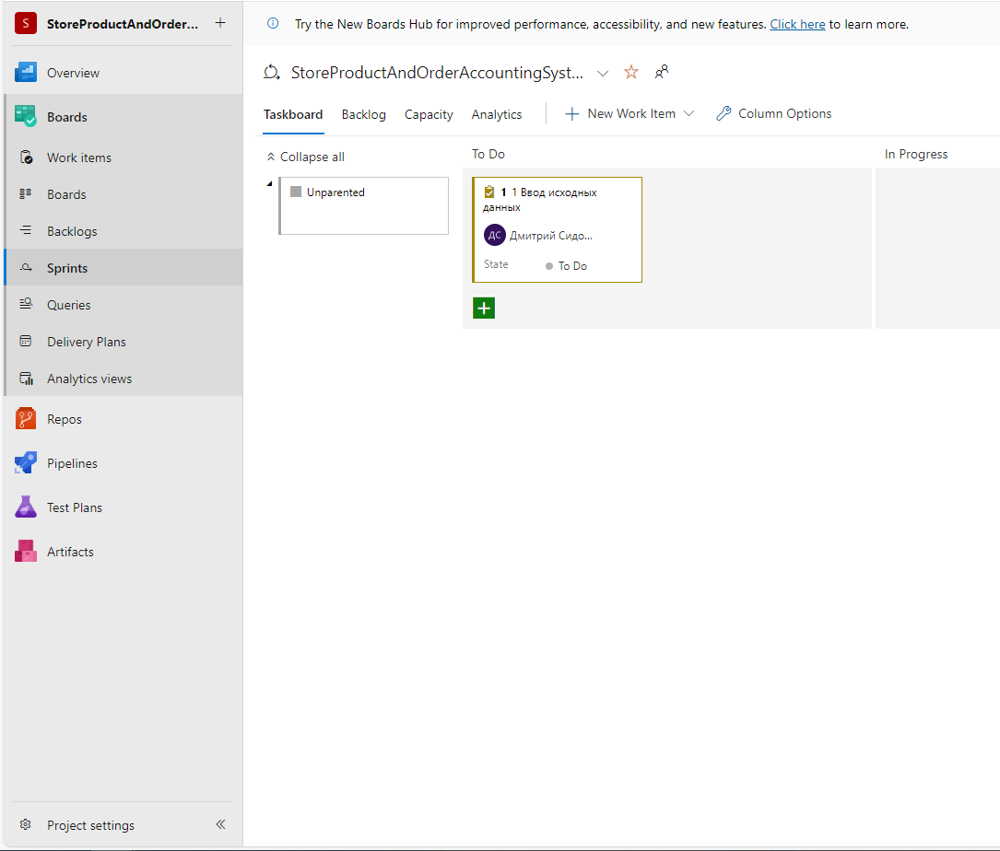 S StoreProductAndOrder... +
Overview
Boards
Work items
Boards
Backlogs
Sprints
Queries
Delivery Plans
Analytics views
Repos
Pipelines
Test Plans
Artifacts
Project settings
Try the New Boards Hub for improved performance, accessibility, and new features. Click here to learn more.
StoreProductAndOrderAccountingSyst...
Taskboard Backlog Capacity Analytics New Work Item Column Options
Collapse all
To Do
In Progress
Unparented
1 1 Ввод исходных
данных
ДС Дмитрий Сидо...
State To Do